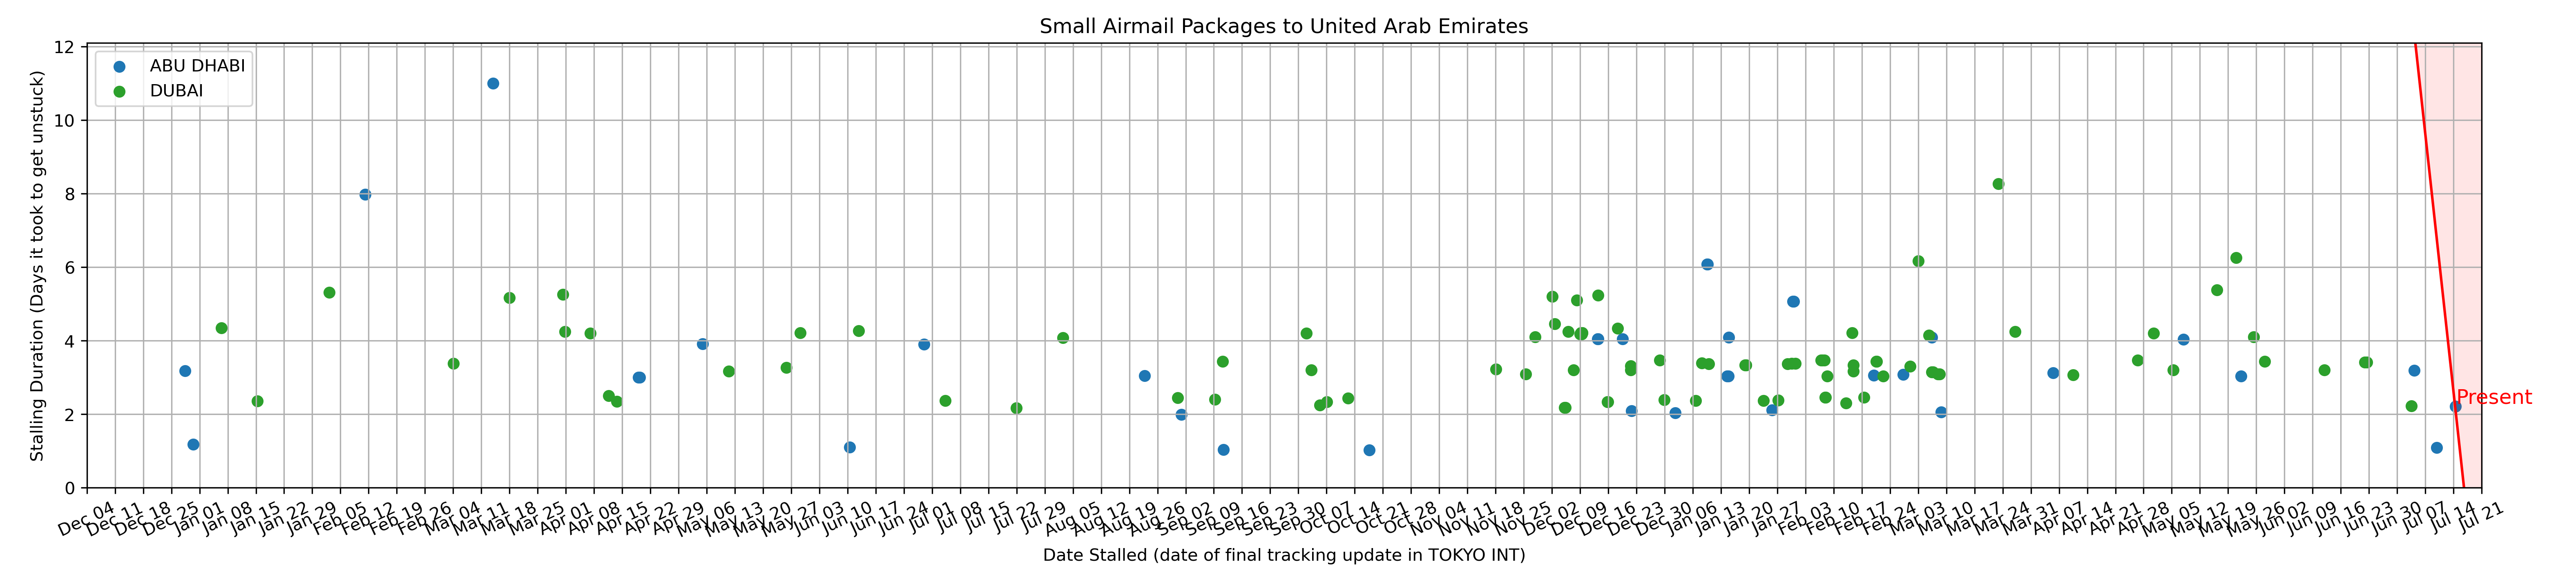 Small Airmail Packages to United Arab Emirates
ABU DHABI
DUBAI
12
10
8
6
4
2
0
Stalling Duration (Days it took to get unstuck)
Present
Dec 04 Dec 11 Dec 18 Dec 25 Jan 01 Jan 08 Jan 15 Jan 22 Jan 29 Feb 05 Feb 12 Feb 19 Feb 26 Mar 04 Mar 11 Mar 18 Mar 25 Apr 01 Apr 08 Apr 15 Apr 22 Apr 29 May 06 May 13 May 20 May 27 Jun 03 Jun 10 Jun 17 Jun 24 Jul 01 Jul 08 Jul 15 Jul 22 Jul 29 Aug 05 Aug 12 Aug 19 Aug 26 Sep 02 Sep 09 Sep 16 Sep 23 Sep 30 Oct 07 Oct 14 Oct 21 Oct 28 Nov 04 Nov 11 Nov 18 Nov 25 Dec 02 Dec 09 Dec 16 Dec 23 Dec 30 Jan 06 Jan 13 Jan 20 Jan 27 Feb 03 Feb 10 Feb 17 Feb 24 Mar 03 Mar 10 Mar 17 Mar 24 Mar 31 Apr 07 Apr 14 Apr 21 Apr 28 May 05 May 12 May 19 May 26 Jun 02 Jun 09 Jun 16 Jun 23 Jun 30 Jul 07 Jul 14 Jul 21
Date Stalled (date of final tracking update in TOKYO INT)